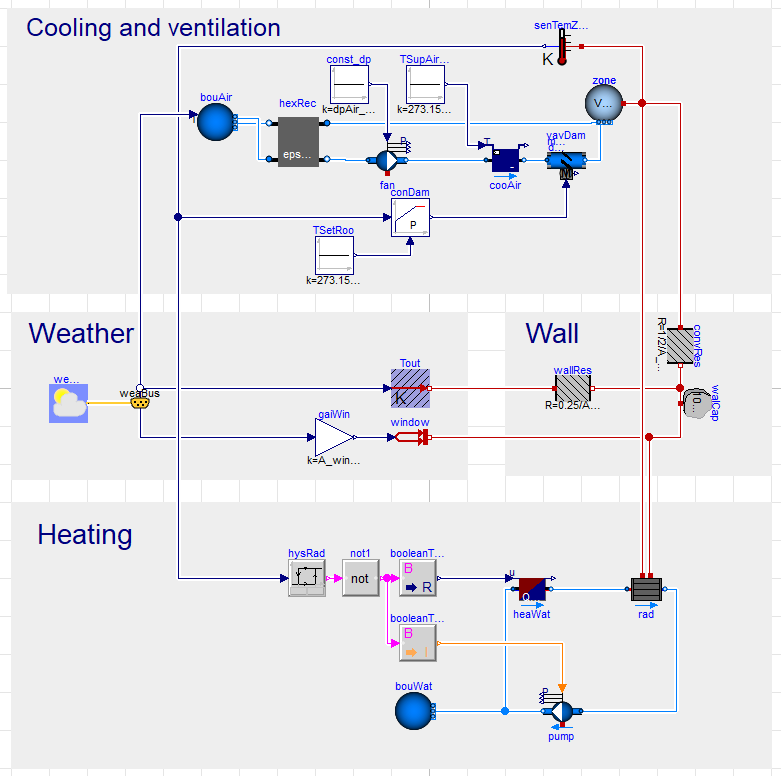 Cooling and ventilation
senTemZ...
K
const_dp
TSupAir...
zone
V...
bouAir
hexRec
k=dpAir_...
k=273.15...
eps...
P
T
vavDam
m...
d...
M
fan
cooAir
conDam
P
TSetRoo
k=273.15...
Weather
Wall
R=1/2/A_...
convRes
we...
weaBus
Tout
K
wallRes
R=0.25/A...
walCap
10...
gaiWin
k=A_win...
window
Heating
hysRad
not1
booleanT...
not
B
R
u
Q...
heaWat
rad
booleanT...
B
I
bouWat
P
pump